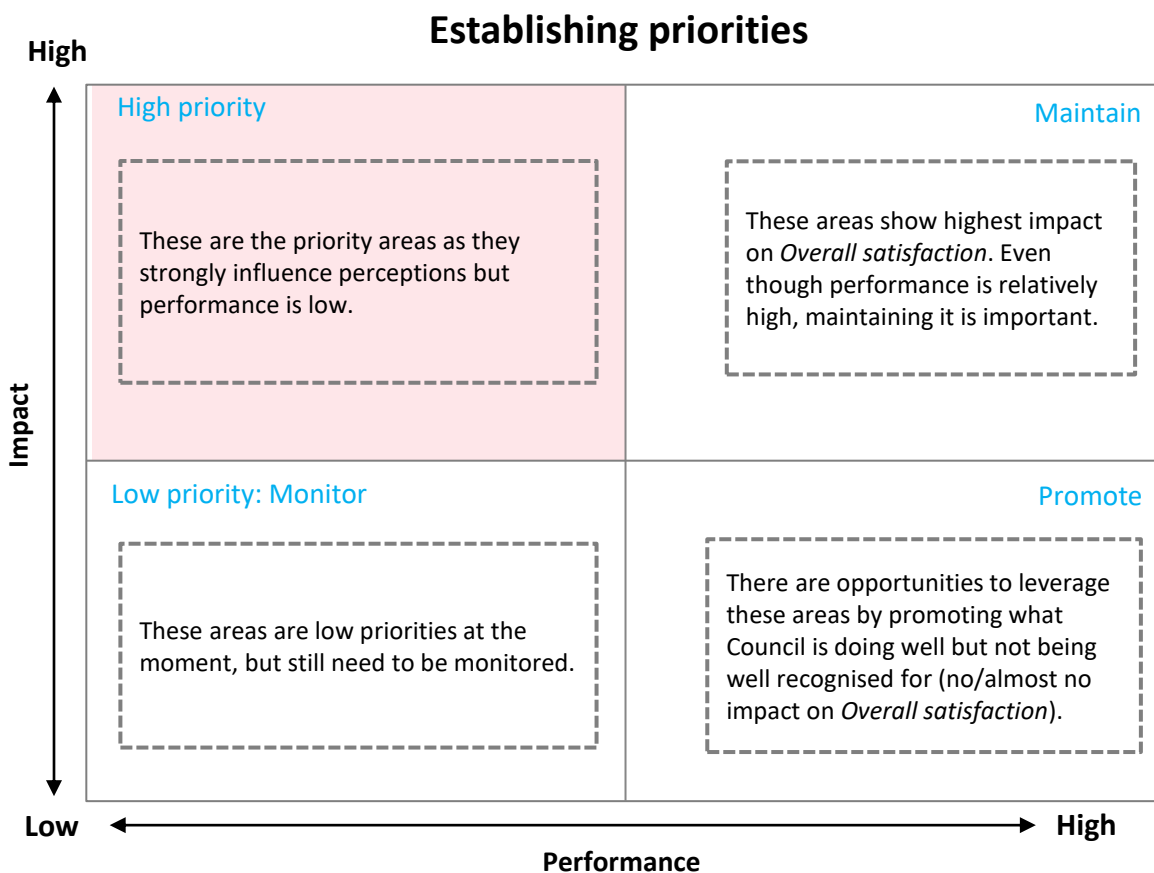 Establishing priorities
High
High priority
Maintain
These are the priority areas as they
strongly influence perceptions but
performance is low.
These areas show highest impact
on Overall satisfaction. Even
though performance is relatively
high, maintaining it is important.
Impact
Low priority: Monitor
Promote
These areas are low priorities at the
moment, but still need to be monitored.
There are opportunities to leverage
these areas by promoting what
Council is doing well but not being
well recognised for (no/almost no
impact on Overall satisfaction).
Low
High
Performance